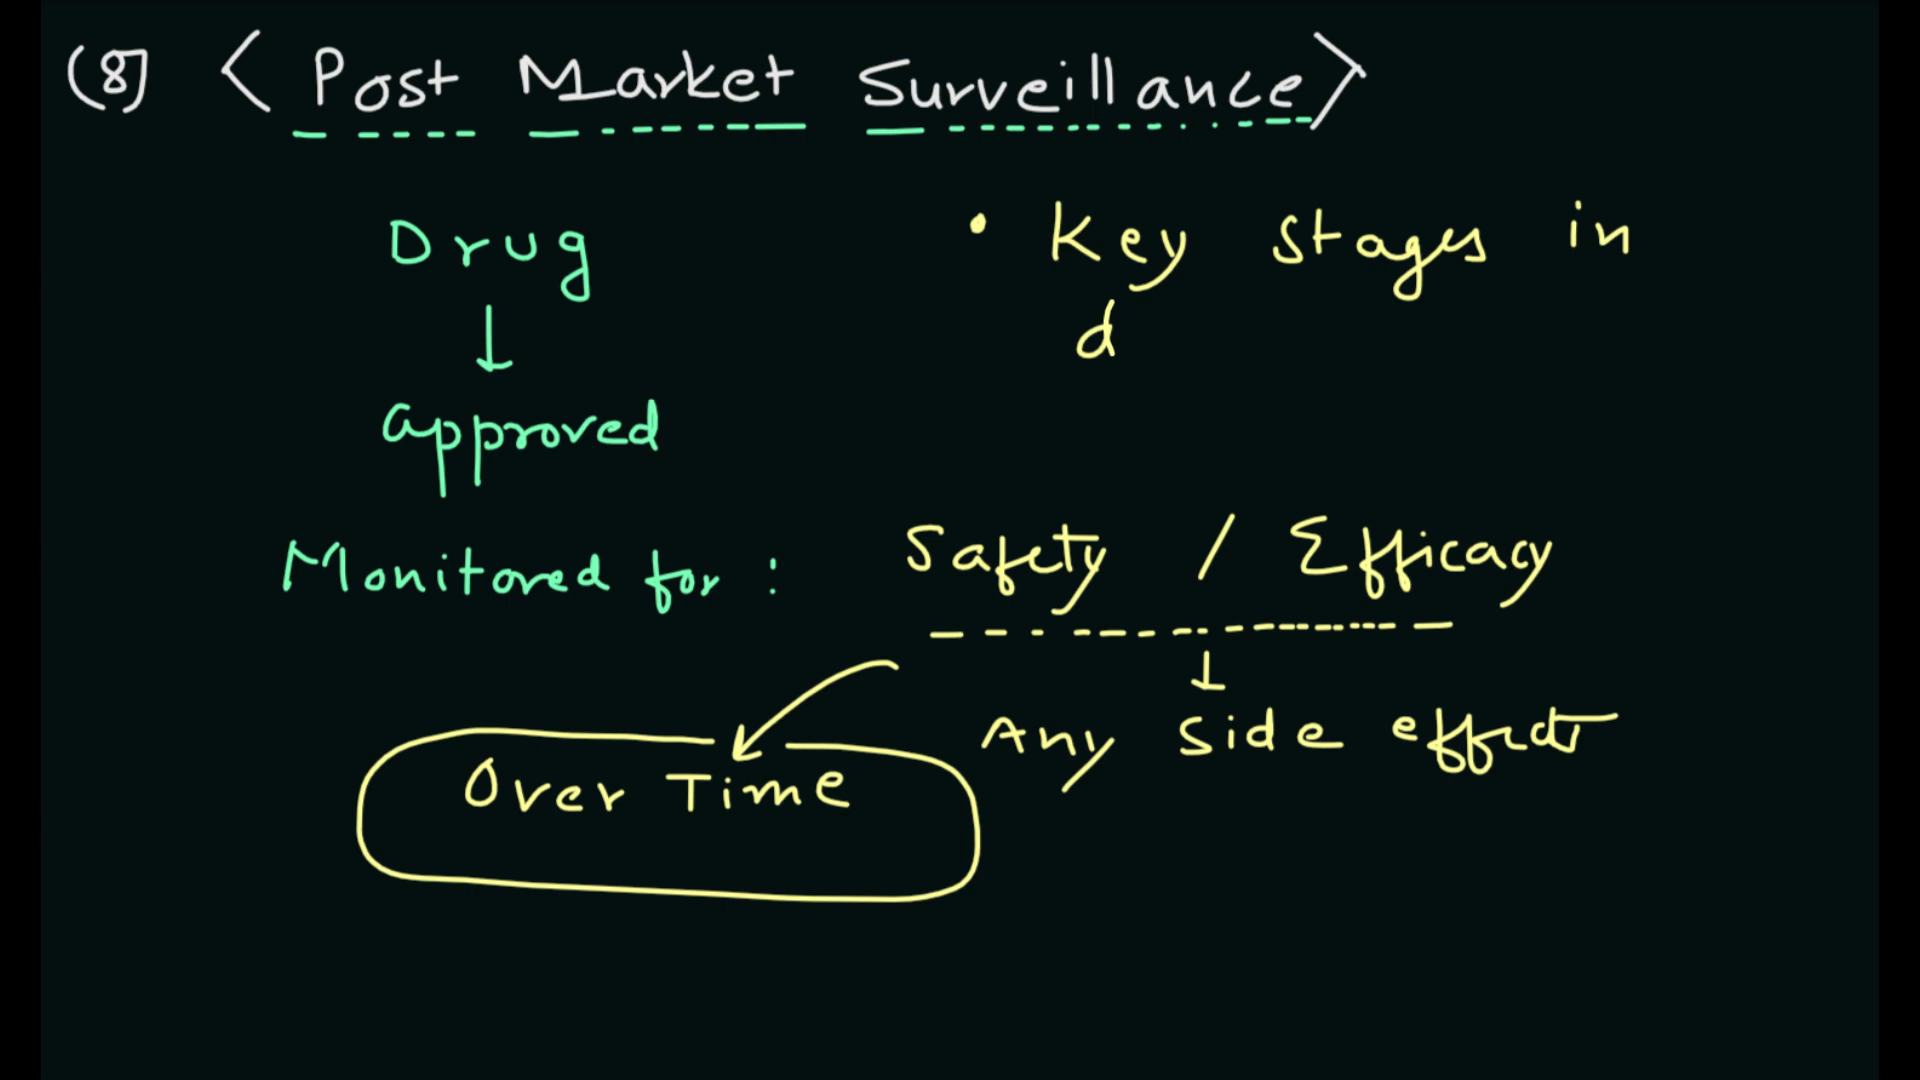 (8) < Post Market Surveillance >
Drug
↓
approved
• Key stages in
d
Monitored for : Safety / Efficacy
↓
Any side effects
Over Time